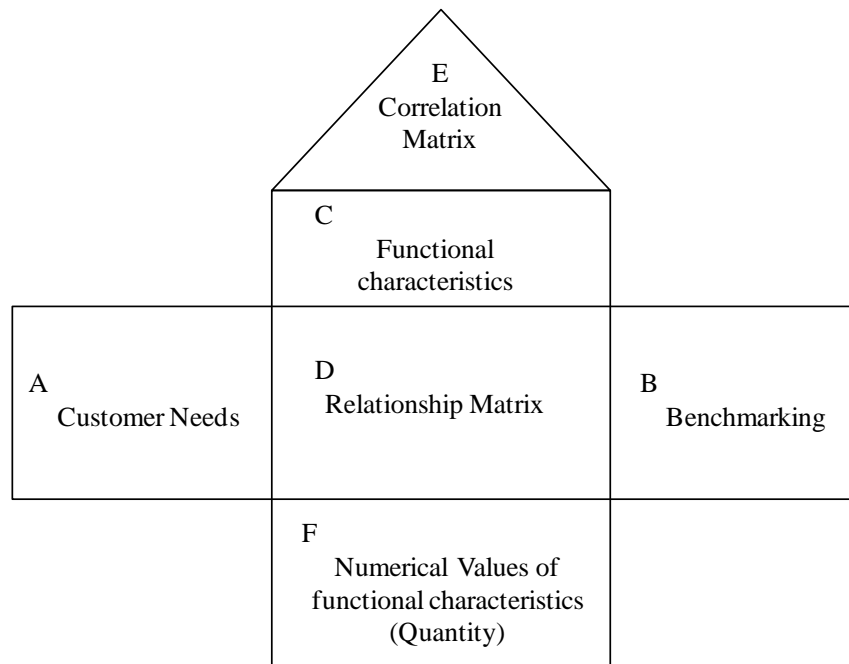 E
Correlation
Matrix
C
Functional
characteristics
A
Customer Needs
D
Relationship Matrix
B
Benchmarking
F
Numerical Values of
functional characteristics
(Quantity)